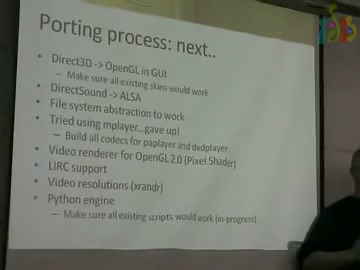 Porting process: next..
• Direct3D -> OpenGL in GUI
– Make sure all existing skins would work
• DirectSound -> ALSA
• File system abstraction to work
• Tried using mplayer...gave up!
– Build all codecs for paplayer and dvdplayer
• Video renderer for OpenGL 2.0 (Pixel Shader)
• LIRC support
• Video resolutions (xrandr)
• Python engine
– Make sure all existing scripts would work (in-progress)